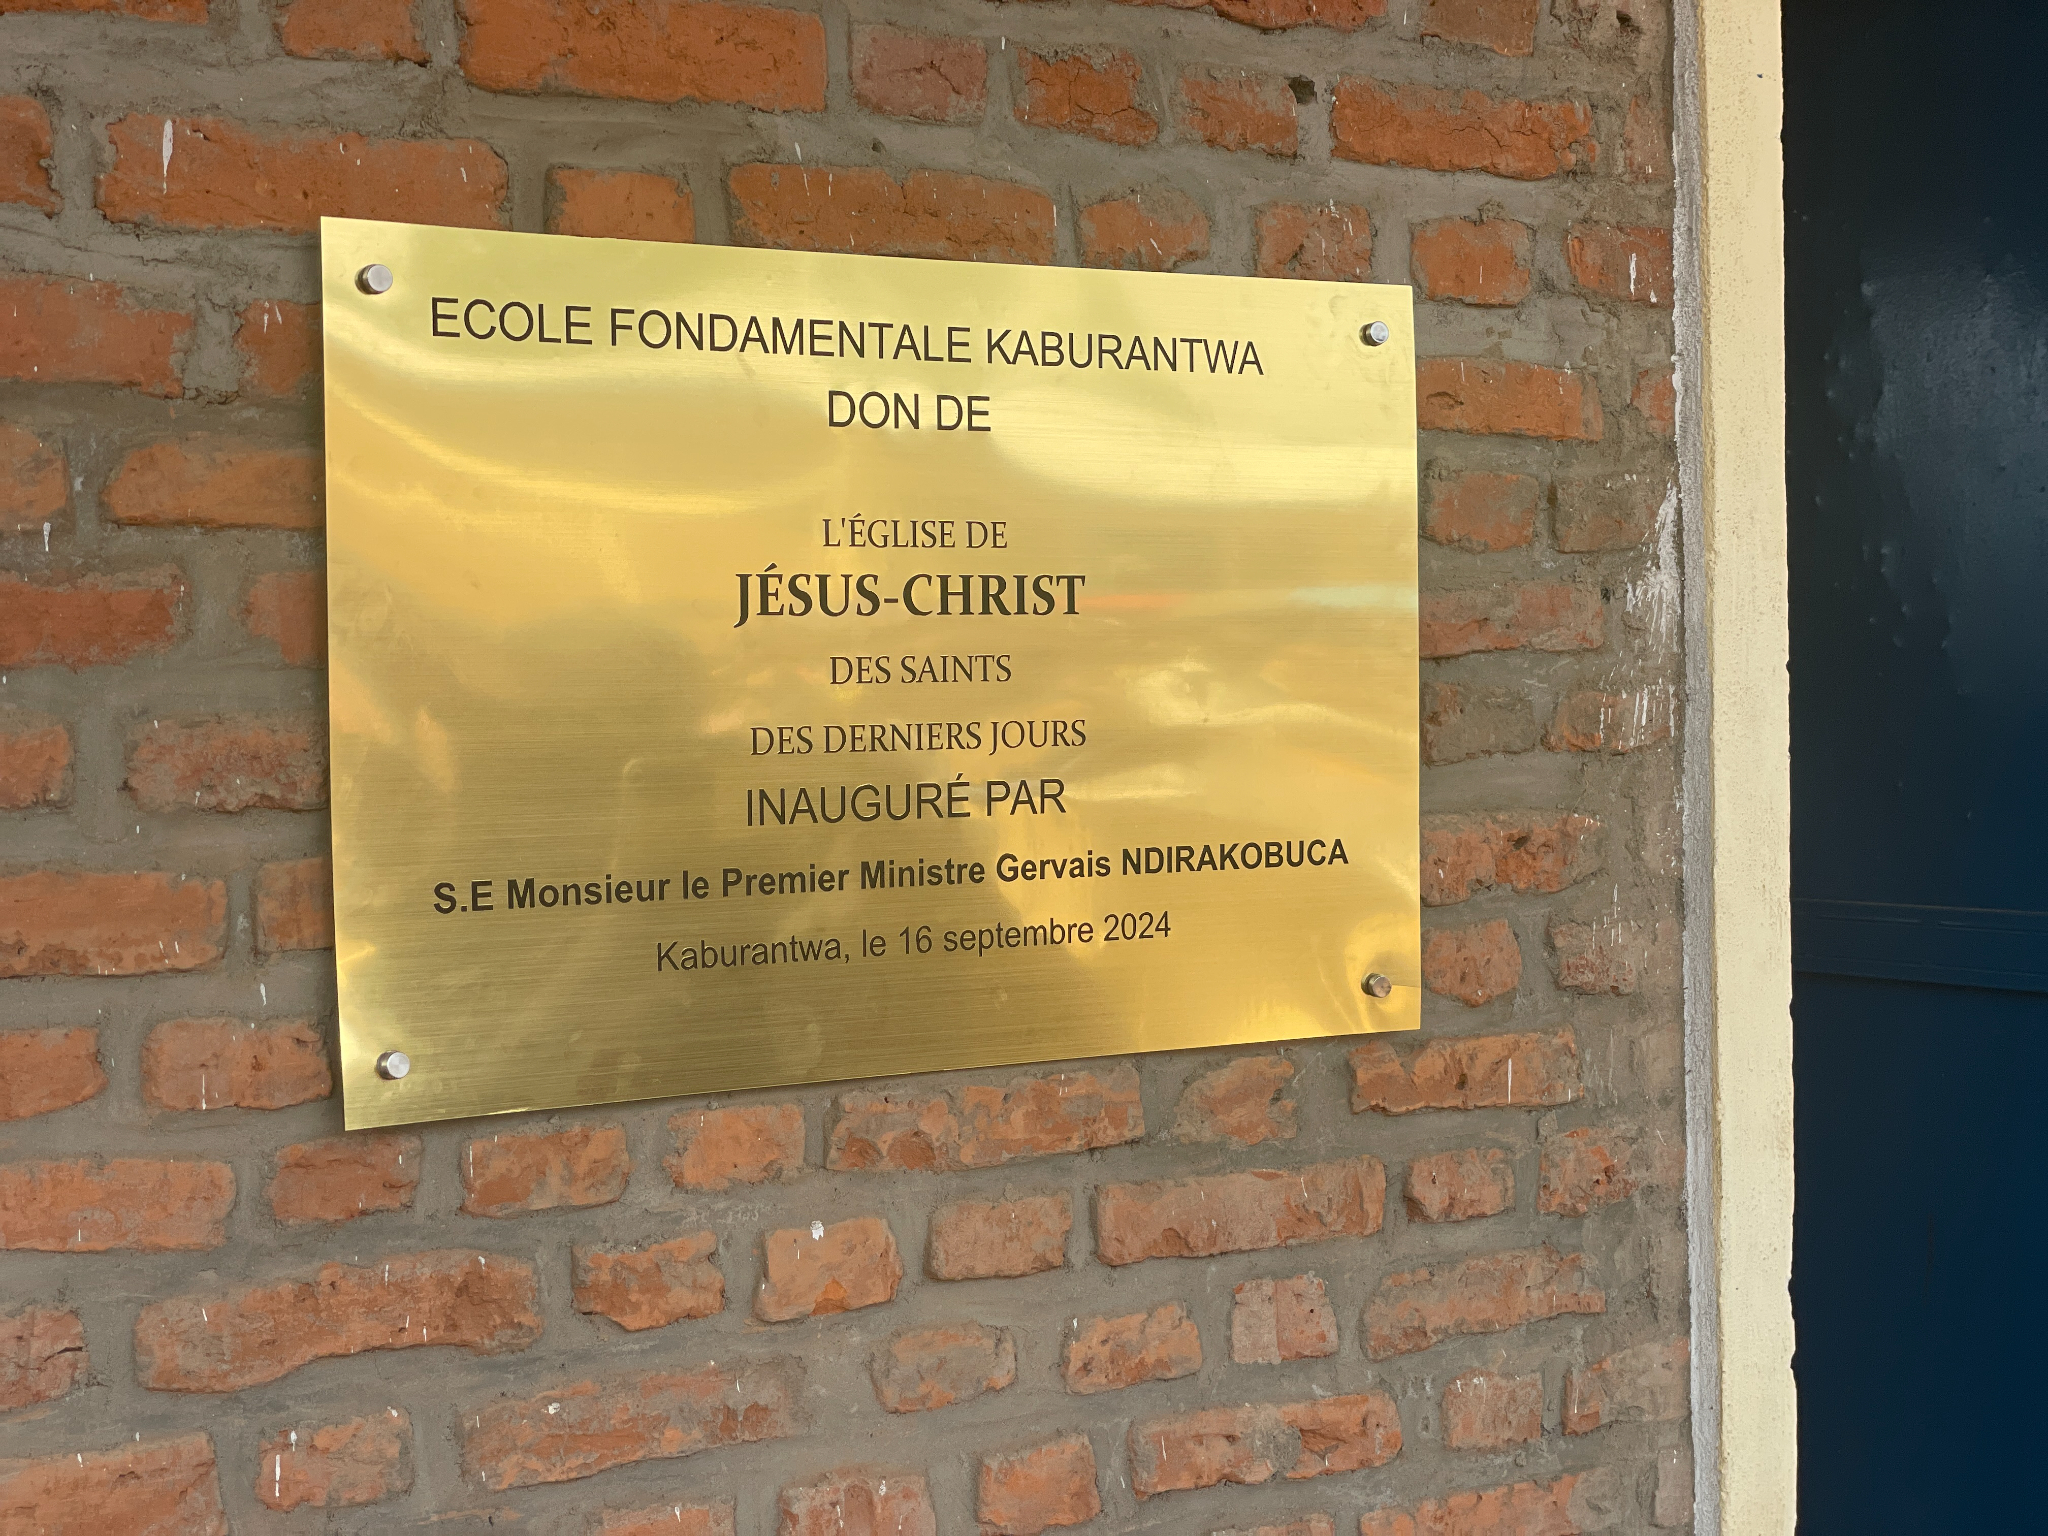 ECOLE FONDAMENTALE KABURANTWA
DON DE
L'ÉGLISE DE
JÉSUS-CHRIST
DES SAINTS
DES DERNIERS JOURS
INAUGURÉ PAR
S.E Monsieur le Premier Ministre Gervais NDIRAKOBUCA
Kaburantwa, le 16 septembre 2024